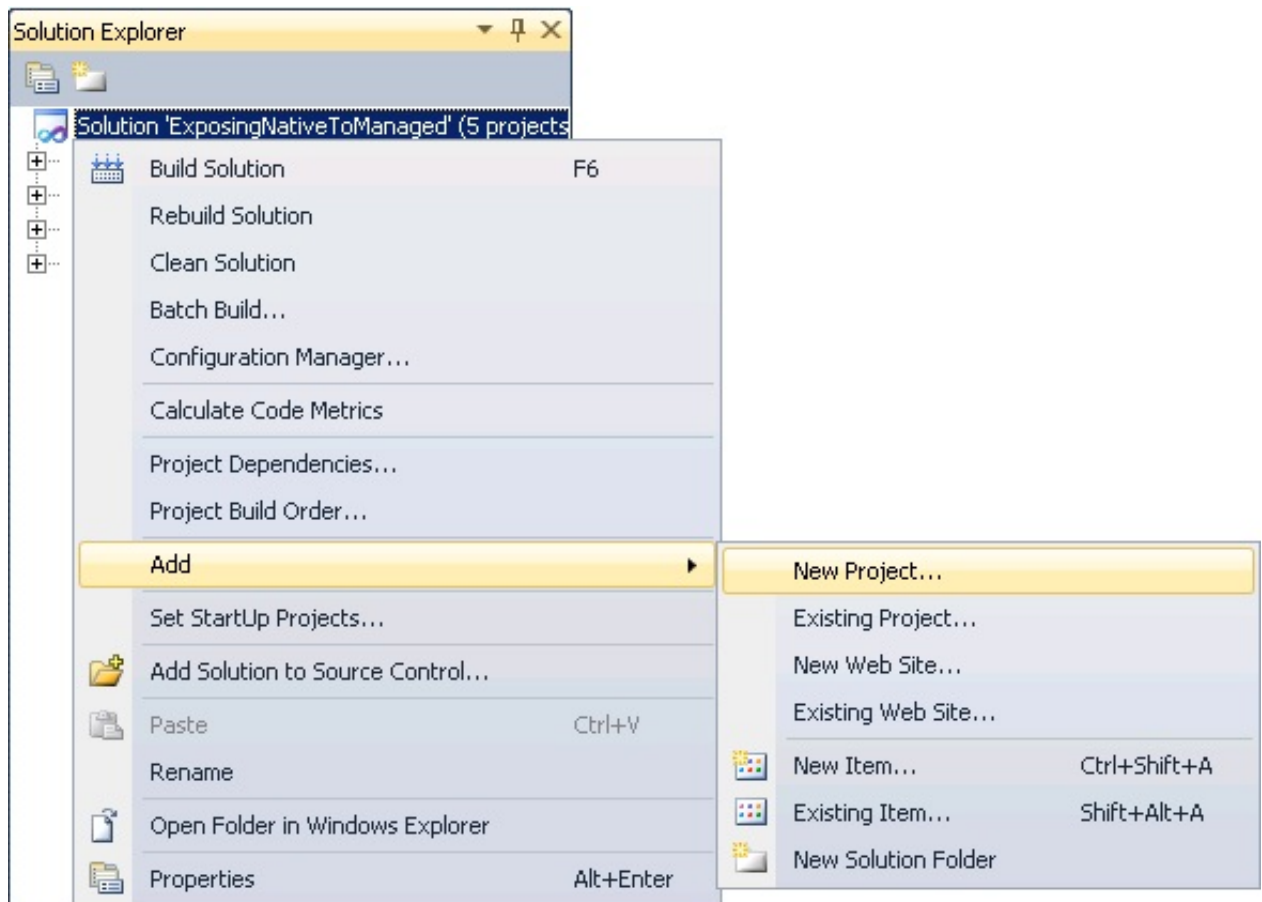 Solution Explorer
Solution 'ExposingNativeToManaged' (5 projects
Build Solution F6
Rebuild Solution
Clean Solution
Batch Build...
Configuration Manager...
Calculate Code Metrics
Project Dependencies...
Project Build Order...
Add
Set StartUp Projects...
Add Solution to Source Control...
Paste Ctrl+V
Rename
Open Folder in Windows Explorer
Properties Alt+Enter
New Project...
Existing Project...
New Web Site...
Existing Web Site...
New Item... Ctrl+Shift+A
Existing Item... Shift+Alt+A
New Solution Folder